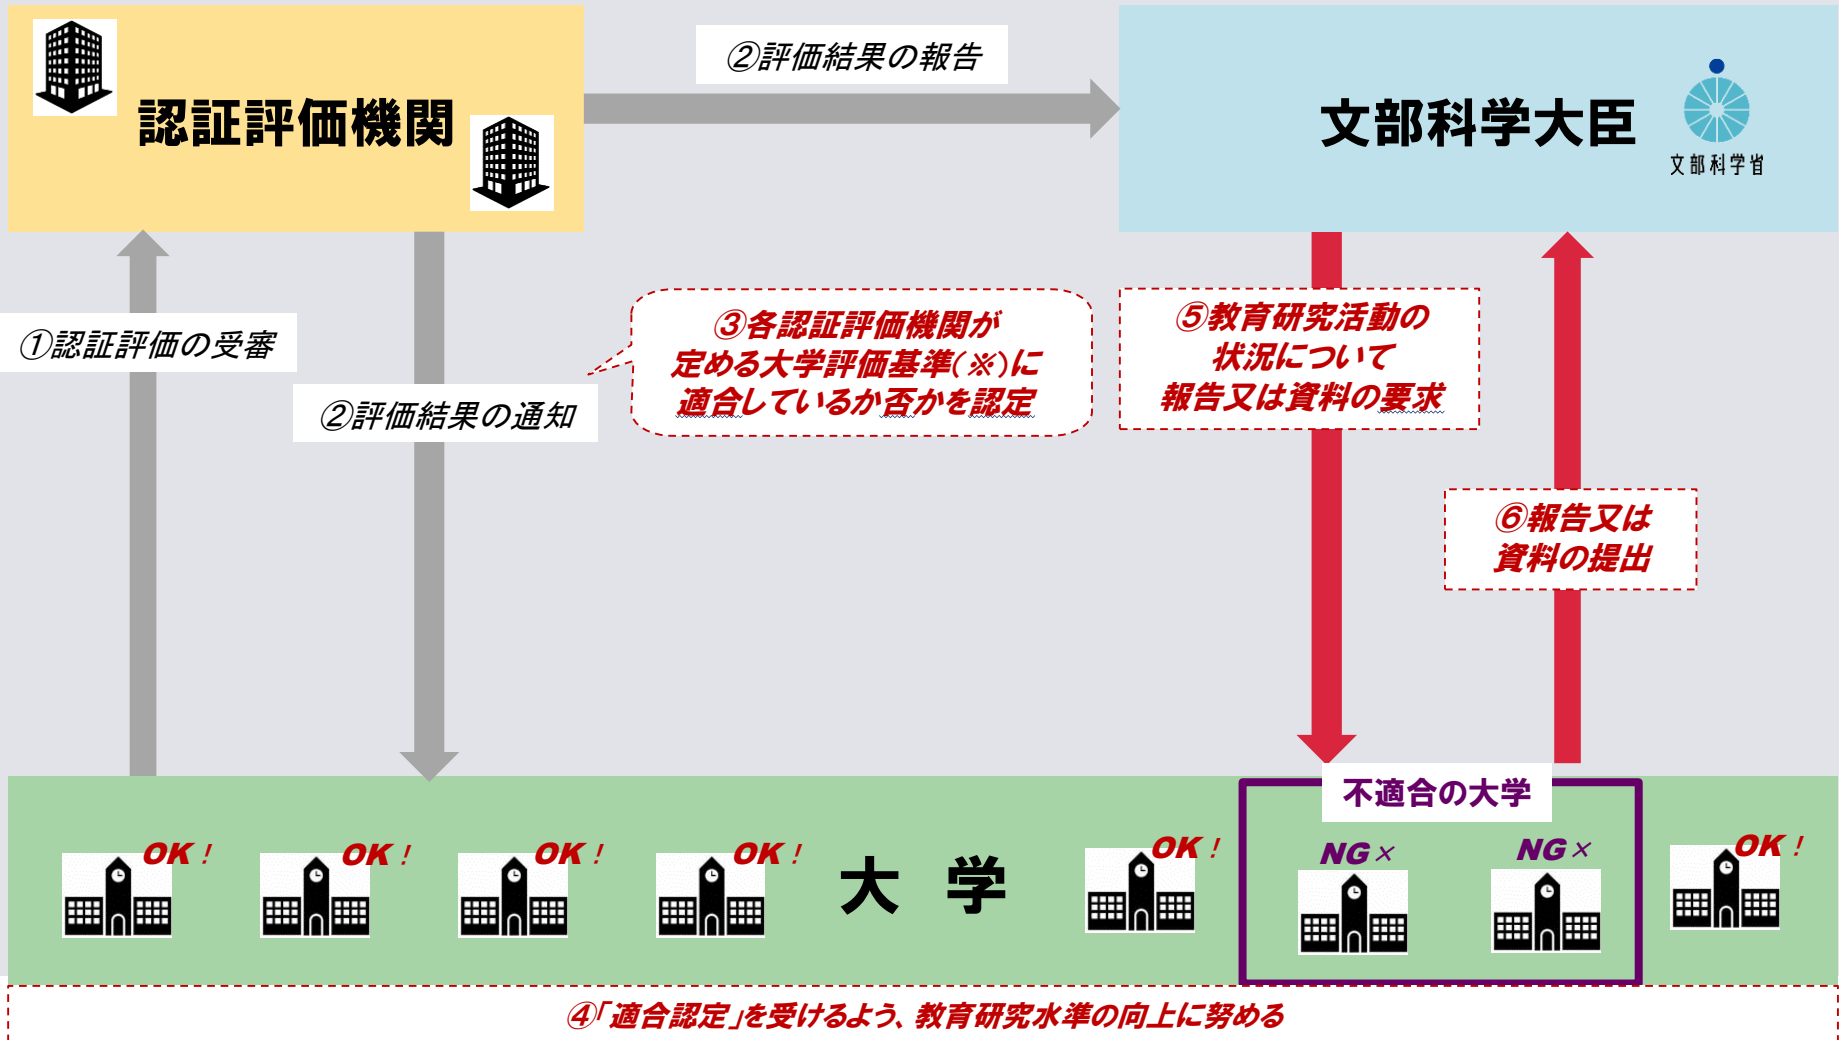 認証評価機関
②評価結果の報告
文部科学大臣
文部科学省
①認証評価の受審
②評価結果の通知
③各認証評価機関が
定める大学評価基準(※)に
適合しているか否かを認定
⑤教育研究活動の
状況について
報告又は資料の要求
⑥報告又は
資料の提出
不適合の大学
OK！
OK！
OK！
OK！
大 学
OK！
NG×
NG×
OK！
④「適合認定」を受けるよう、教育研究水準の向上に努める